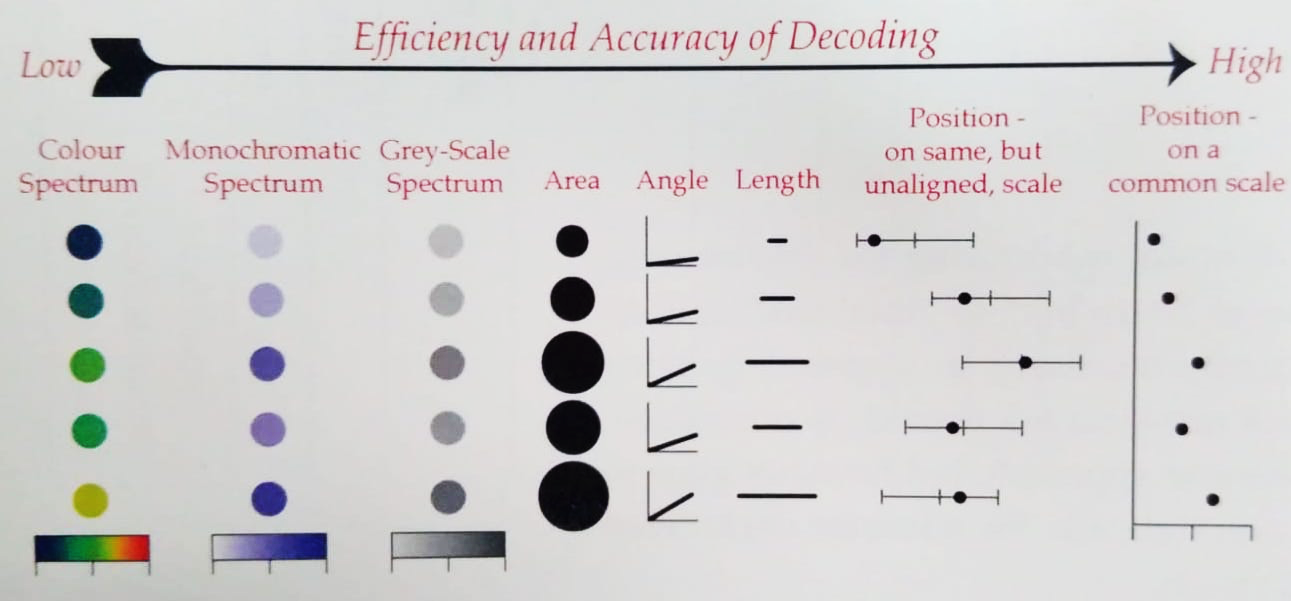 Efficiency and Accuracy of Decoding
Low
High
Colour
Spectrum
Monochromatic
Spectrum
Grey-Scale
Spectrum
Area
Angle
Length
Position -
on same, but
unaligned, scale
Position -
on a
common scale